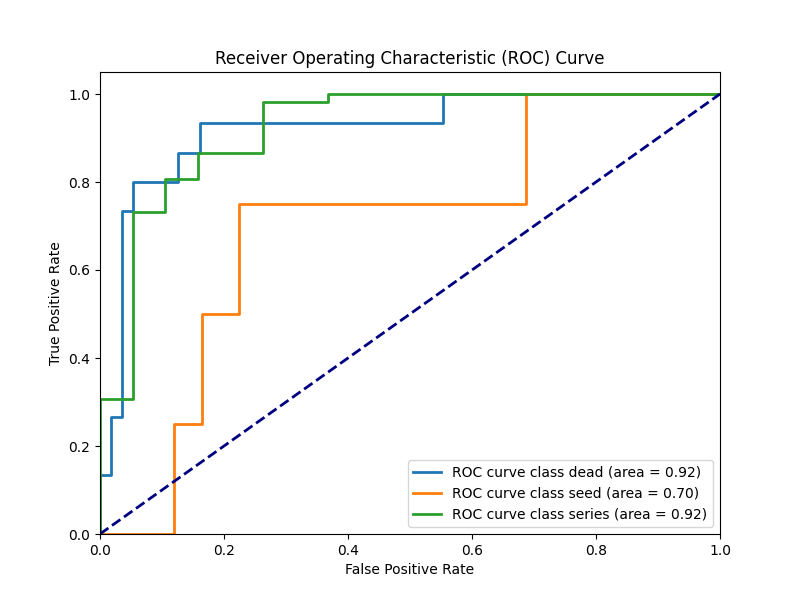 Receiver Operating Characteristic (ROC) Curve
1.0
0.8
0.6
0.4
0.2
0.0
True Positive Rate
ROC curve class dead (area = 0.92)
ROC curve class seed (area = 0.70)
ROC curve class series (area = 0.92)
0.0 0.2 0.4 0.6 0.8 1.0
False Positive Rate